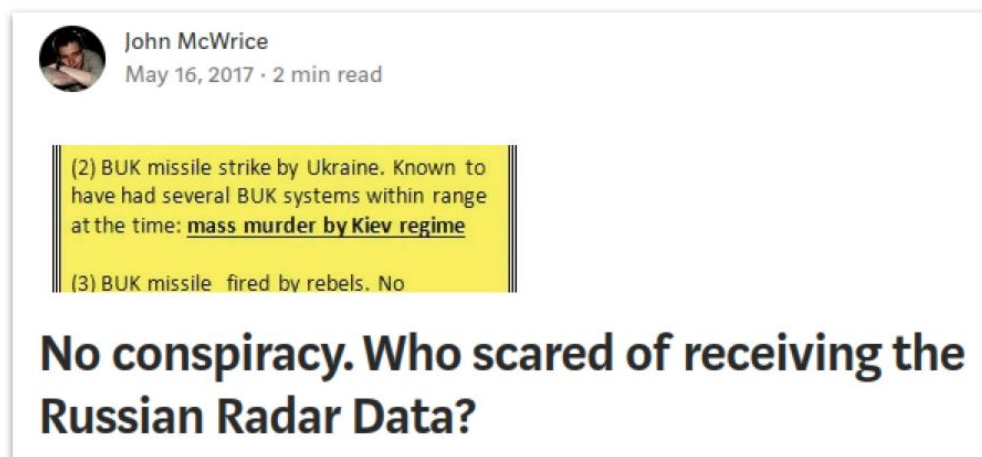 John McWrice
May 16, 2017 · 2 min read
(2) BUK missile strike by Ukraine. Known to
have had several BUK systems within range
at the time: mass murder by Kiev regime
(3) BUK missile fired by rebels. No
No conspiracy. Who scared of receiving the
Russian Radar Data?